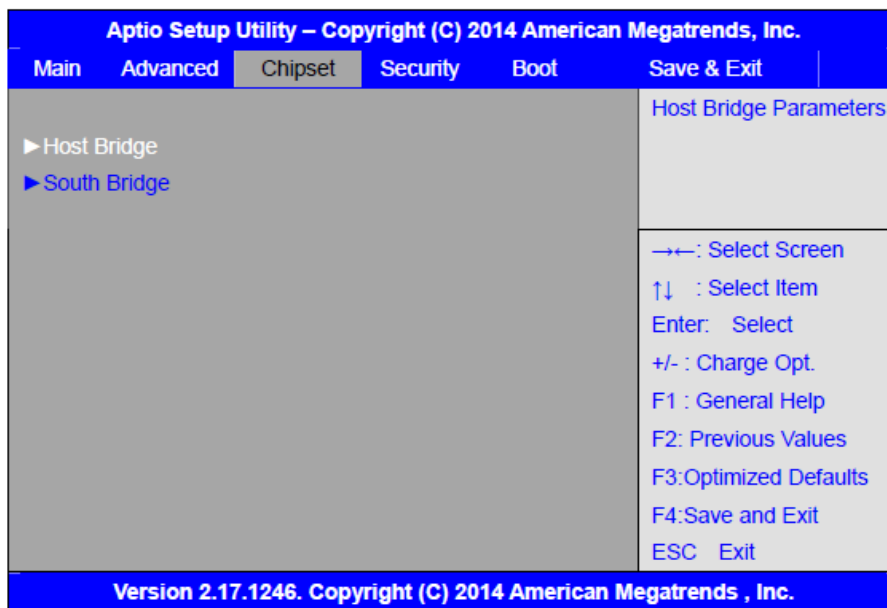 Aptio Setup Utility – Copyright (C) 2014 American Megatrends, Inc.
Main Advanced Chipset Security Boot Save & Exit
►Host Bridge
►South Bridge
Host Bridge Parameters
→←: Select Screen
↑↓ : Select Item
Enter: Select
+/- : Charge Opt.
F1 : General Help
F2: Previous Values
F3:Optimized Defaults
F4:Save and Exit
ESC Exit
Version 2.17.1246. Copyright (C) 2014 American Megatrends , Inc.